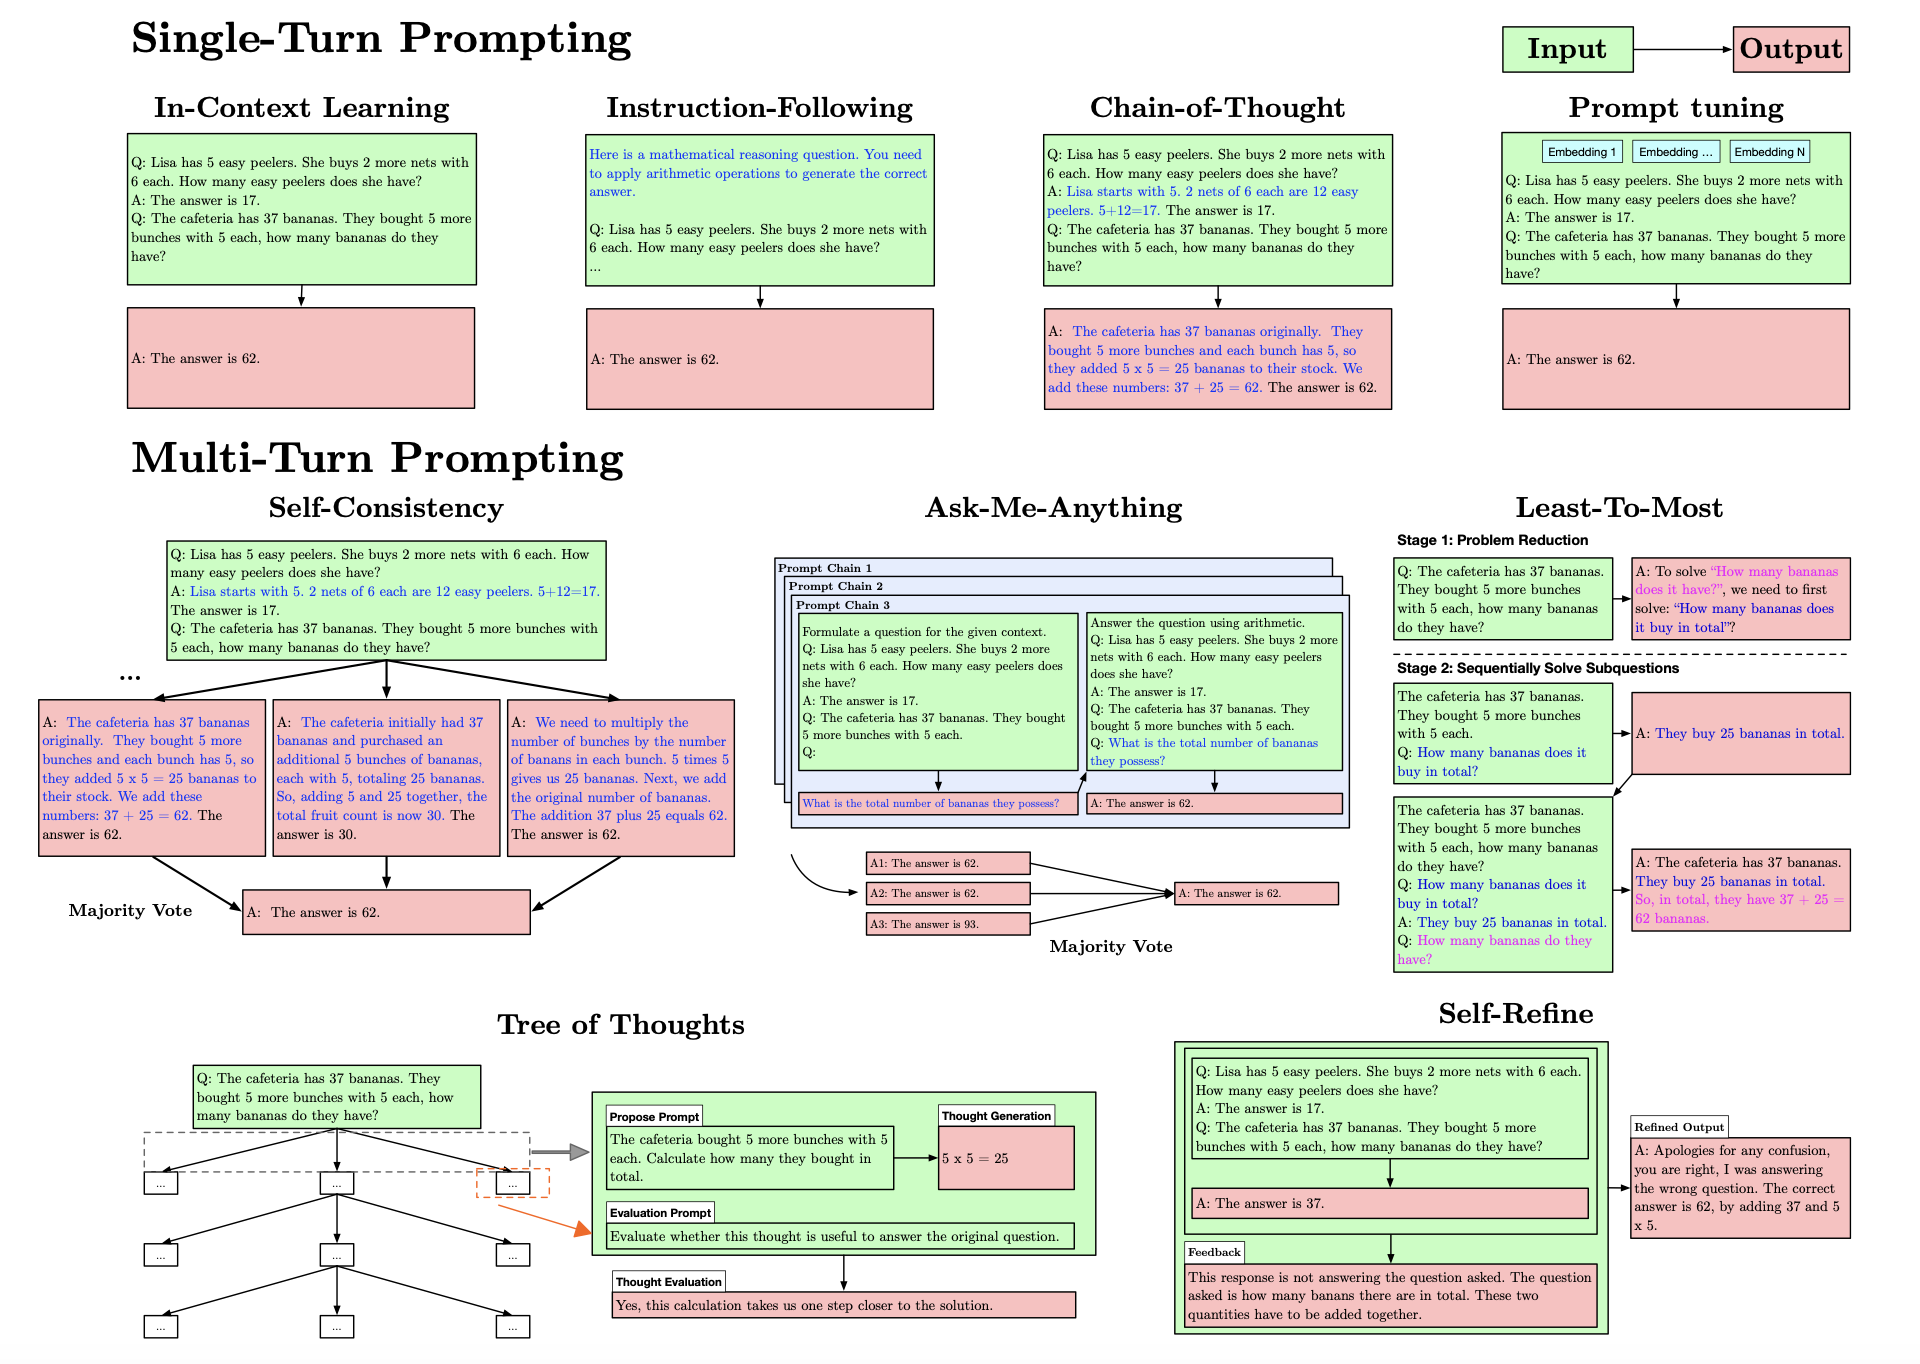 Single-Turn Prompting
Input
Output
In-Context Learning
Q: Lisa has 5 easy peelers. She buys 2 more nets with
6 each. How many easy peelers does she have?
A: The answer is 17.
Q: The cafeteria has 37 bananas. They bought 5 more
bunches with 5 each, how many bananas do they
have?
A: The answer is 62.
Instruction-Following
Here is a mathematical reasoning question. You need
to apply arithmetic operations to generate the correct
answer.
Q: Lisa has 5 easy peelers. She buys 2 more nets with
6 each. How many easy peelers does she have?
...
A: The answer is 62.
Chain-of-Thought
Q: Lisa has 5 easy peelers. She buys 2 more nets with
6 each. How many easy peelers does she have?
A: Lisa starts with 5. 2 nets of 6 each are 12 easy
peelers. 5+12=17. The answer is 17.
Q: The cafeteria has 37 bananas. They bought 5 more
bunches with 5 each, how many bananas do they
have?
A: The cafeteria has 37 bananas originally. They
bought 5 more bunches and each bunch has 5, so
they added 5 x 5 = 25 bananas to their stock. We
add these numbers: 37 + 25 = 62. The answer is 62.
Prompt tuning
Embedding 1
Embedding ...
Embedding N
Q: Lisa has 5 easy peelers. She buys 2 more nets with
6 each. How many easy peelers does she have?
A: The answer is 17.
Q: The cafeteria has 37 bananas. They bought 5 more
bunches with 5 each, how many bananas do they
have?
A: The answer is 62.
Multi-Turn Prompting
Self-Consistency
Q: Lisa has 5 easy peelers. She buys 2 more nets with 6 each. How
many easy peelers does she have?
A: Lisa starts with 5. 2 nets of 6 each are 12 easy peelers. 5+12=17.
The answer is 17.
Q: The cafeteria has 37 bananas. They bought 5 more bunches with
5 each, how many bananas do they have?
...
A: The cafeteria has 37 bananas
originally. They bought 5 more
bunches and each bunch has 5, so
they added 5 x 5 = 25 bananas to
their stock. We add these
numbers: 37 + 25 = 62. The
answer is 62.
A: The cafeteria initially had 37
bananas and purchased an
additional 5 bunches of bananas,
each with 5, totaling 25 bananas.
So, adding 5 and 25 together, the
total fruit count is now 30. The
answer is 30.
A: We need to multiply the
number of bunches by the number
of banans in each bunch. 5 times 5
gives us 25 bananas. Next, we add
the original number of bananas.
The addition 37 plus 25 equals 62.
The answer is 62.
Majority Vote
A: The answer is 62.
Ask-Me-Anything
Prompt Chain 1
Prompt Chain 2
Prompt Chain 3
Formulate a question for the given context.
Q: Lisa has 5 easy peelers. She buys 2 more
nets with 6 each. How many easy peelers does
she have?
A: The answer is 17.
Q: The cafeteria has 37 bananas. They bought
5 more bunches with 5 each.
Q:
What is the total number of bananas they possess?
Answer the question using arithmetic.
Q: Lisa has 5 easy peelers. She buys 2 more
nets with 6 each. How many easy peelers
does she have?
A: The answer is 17.
Q: The cafeteria has 37 bananas. They
bought 5 more bunches with 5 each.
Q: What is the total number of bananas
they possess?
A: The answer is 62.
A1: The answer is 62.
A2: The answer is 62.
A3: The answer is 93.
A: The answer is 62.
Majority Vote
Least-To-Most
Stage 1: Problem Reduction
Q: The cafeteria has 37 bananas.
They bought 5 more bunches
with 5 each, how many bananas
do they have?
A: To solve “How many bananas
does it have?”, we need to first
solve: “How many bananas does
it buy in total”?
Stage 2: Sequentially Solve Subquestions
The cafeteria has 37 bananas.
They bought 5 more bunches
with 5 each.
Q: How many bananas does it
buy in total?
A: They buy 25 bananas in total.
The cafeteria has 37 bananas.
They bought 5 more bunches
with 5 each, how many bananas
do they have?
Q: How many bananas does it
buy in total?
A: They buy 25 bananas in total.
Q: How many bananas do they
have?
A: The cafeteria has 37 bananas.
They buy 25 bananas in total.
So, in total, they have 37 + 25 =
62 bananas.
Tree of Thoughts
Q: The cafeteria has 37 bananas. They
bought 5 more bunches with 5 each, how
many bananas do they have?
... ... ...
... ... ...
... ... ...
Propose Prompt
The cafeteria bought 5 more bunches with 5
each. Calculate how many they bought in
total.
Thought Generation
5 x 5 = 25
Evaluation Prompt
Evaluate whether this thought is useful to answer the original question.
Thought Evaluation
Yes, this calculation takes us one step closer to the solution.
Self-Refine
Q: Lisa has 5 easy peelers. She buys 2 more nets with 6 each.
How many easy peelers does she have?
A: The answer is 17.
Q: The cafeteria has 37 bananas. They bought 5 more
bunches with 5 each, how many bananas do they have?
A: The answer is 37.
Feedback
This response is not answering the question asked. The question
asked is how many banans there are in total. These two
quantities have to be added together.
Refined Output
A: Apologies for any confusion,
you are right, I was answering
the wrong question. The correct
answer is 62, by adding 37 and 5
x 5.